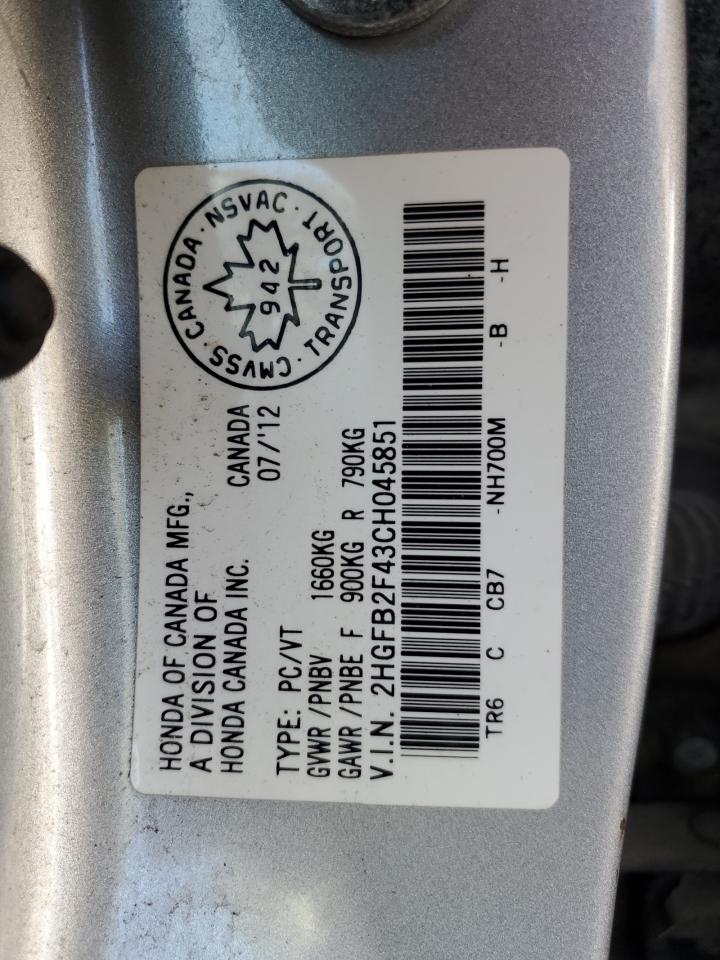 HONDA OF CANADA MFG.,
A DIVISION OF
HONDA CANADA INC.
CANADA
07/'12
CMVSS · CANADA · NSVAC · TRANSPORT
942
TYPE: PC/VT
GVWR /PNBV 1660KG
GAWR /PNBE F 900KG R 790KG
V.I.N. 2HGFB2F43CH045851
TR6 C CB7 -NH700M -B -H